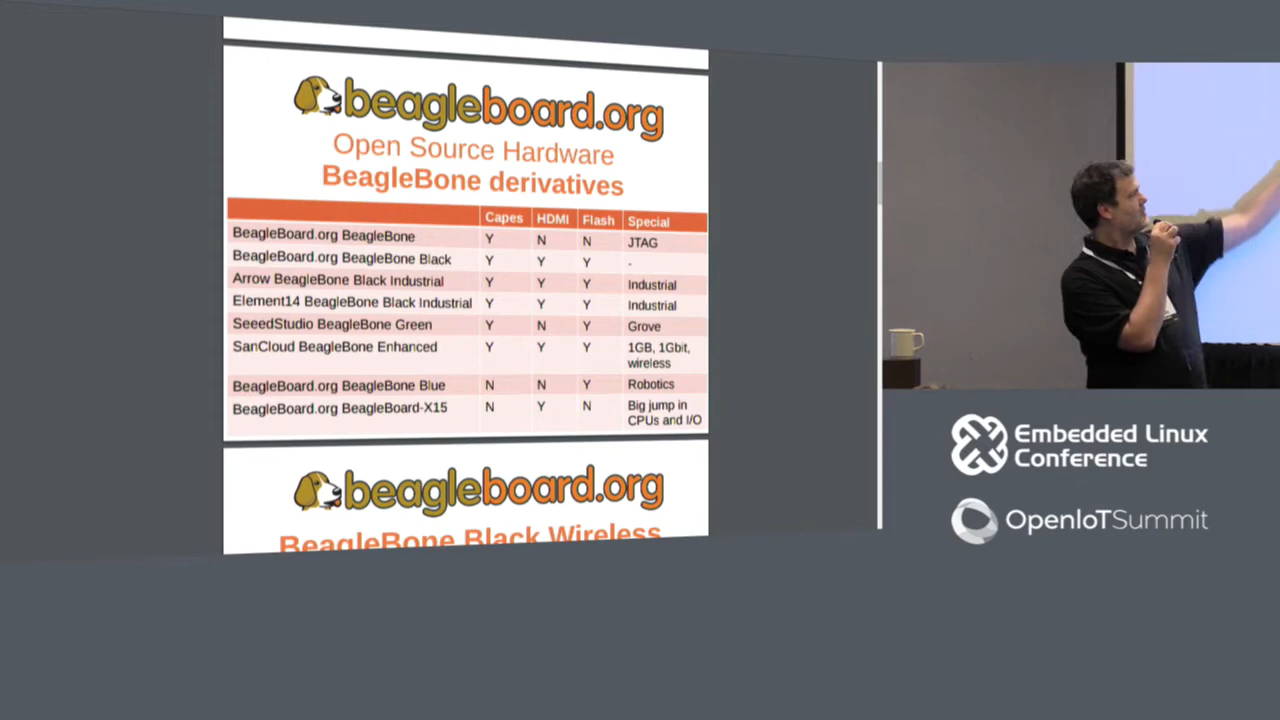 beagleboard.org
Open Source Hardware
BeagleBone derivatives
Capes HDMI Flash Special
BeagleBoard.org BeagleBone Y N N JTAG
BeagleBoard.org BeagleBone Black Y Y Y -
Arrow BeagleBone Black Industrial Y Y Y Industrial
Element14 BeagleBone Black Industrial Y Y Y Industrial
SeeedStudio BeagleBone Green Y N Y Grove
SanCloud BeagleBone Enhanced Y Y Y 1GB, 1Gbit,
wireless
BeagleBoard.org BeagleBone Blue N N Y Robotics
BeagleBoard.org BeagleBoard-X15 N Y N Big jump in
CPUs and I/O
beagleboard.org
BeagleBone Black Wireless
Embedded Linux
Conference
OpenIoTSummit